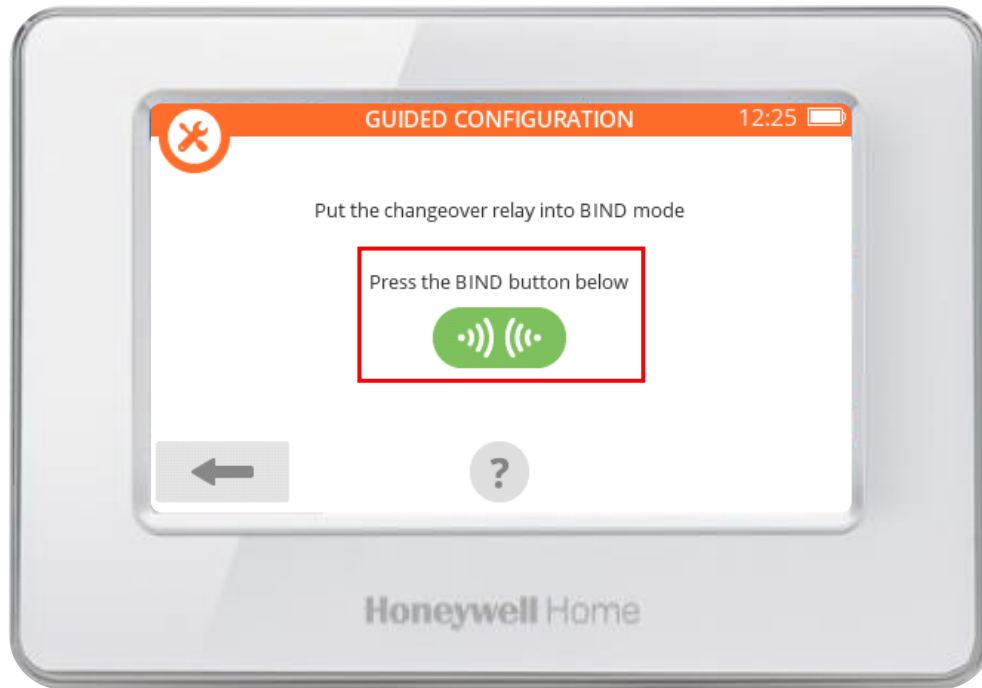 GUIDED CONFIGURATION 12:25
Put the changeover relay into BIND mode
Press the BIND button below
?
Honeywell Home